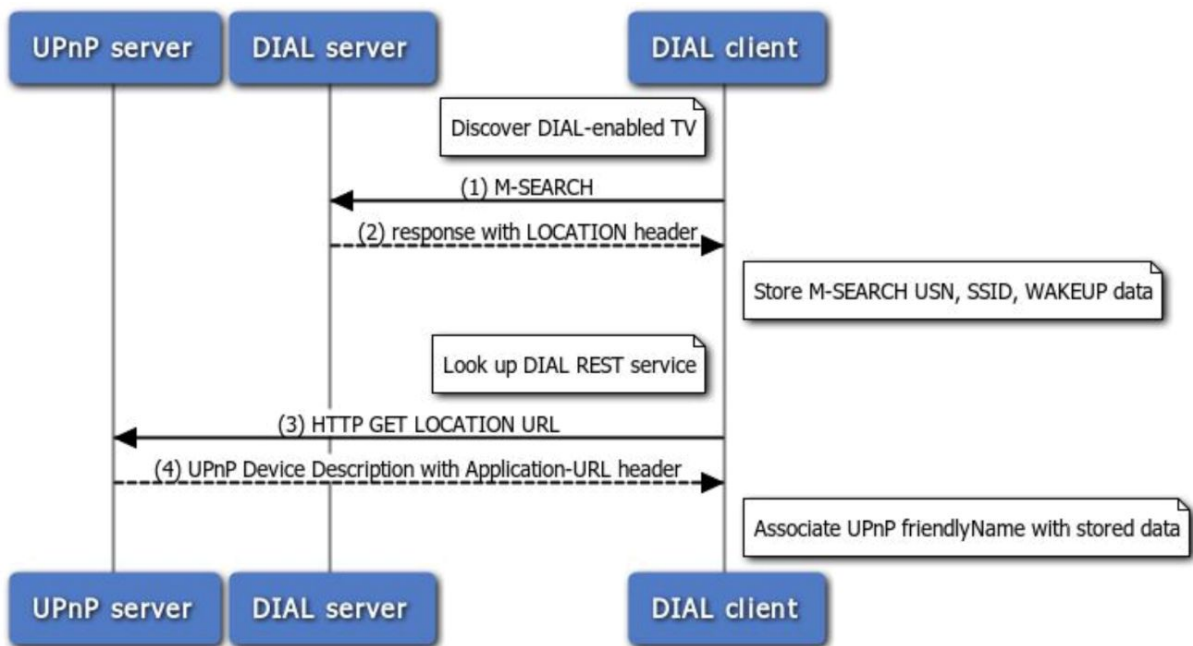 UPnP server
DIAL server
DIAL client
Discover DIAL-enabled TV
(1) M-SEARCH
(2) response with LOCATION header
Store M-SEARCH USN, SSID, WAKEUP data
Look up DIAL REST service
(3) HTTP GET LOCATION URL
(4) UPnP Device Description with Application-URL header
Associate UPnP friendlyName with stored data
UPnP server
DIAL server
DIAL client